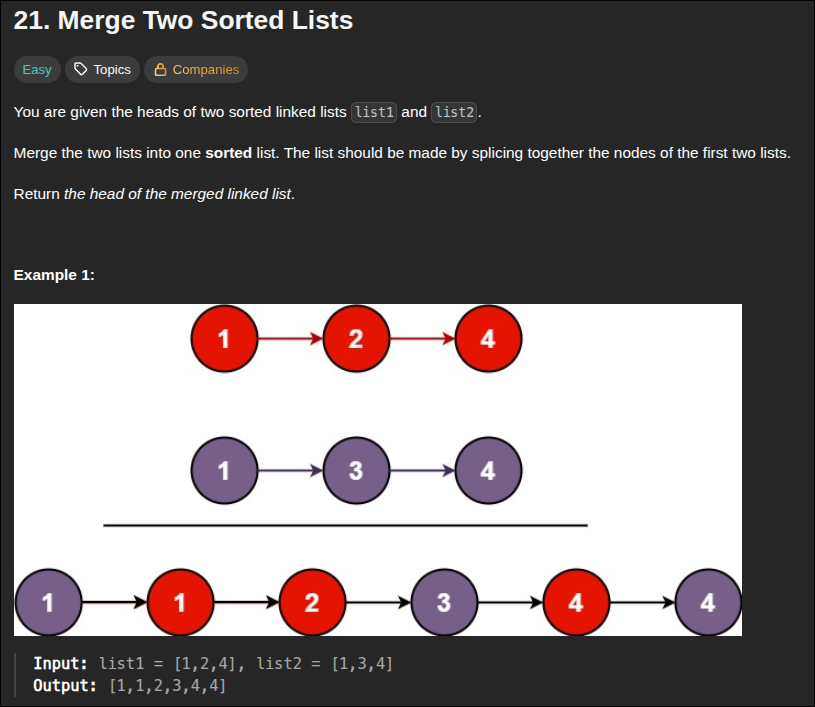 21. Merge Two Sorted Lists
Easy Topics Companies
You are given the heads of two sorted linked lists list1 and list2.
Merge the two lists into one sorted list. The list should be made by splicing together the nodes of the first two lists.
Return the head of the merged linked list.
Example 1:
1 2 4
1 3 4
1 1 2 3 4 4
Input: list1 = [1,2,4], list2 = [1,3,4]
Output: [1,1,2,3,4,4]